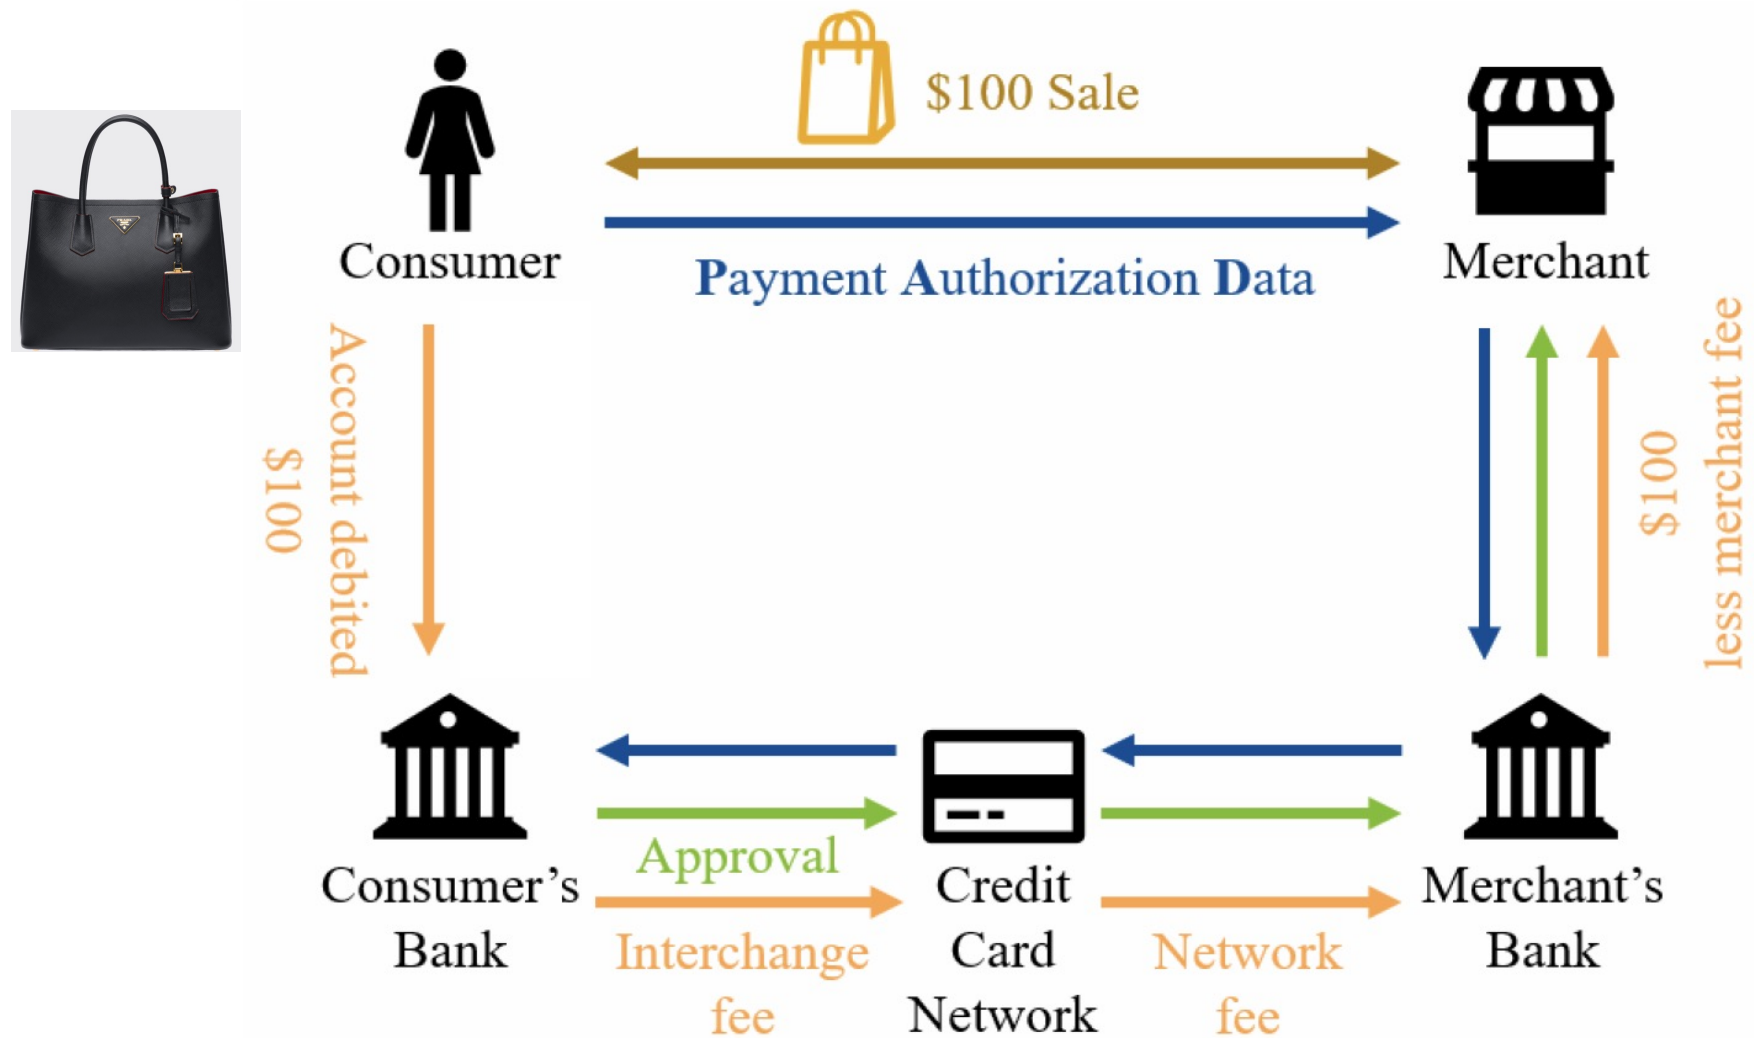 $100 Sale
Consumer
Merchant
Payment Authorization Data
PRADA
Account debited
$100
$100
less merchant fee
Approval
Consumer's
Bank
Interchange
fee
Credit
Card
Network
Network
fee
Merchant's
Bank